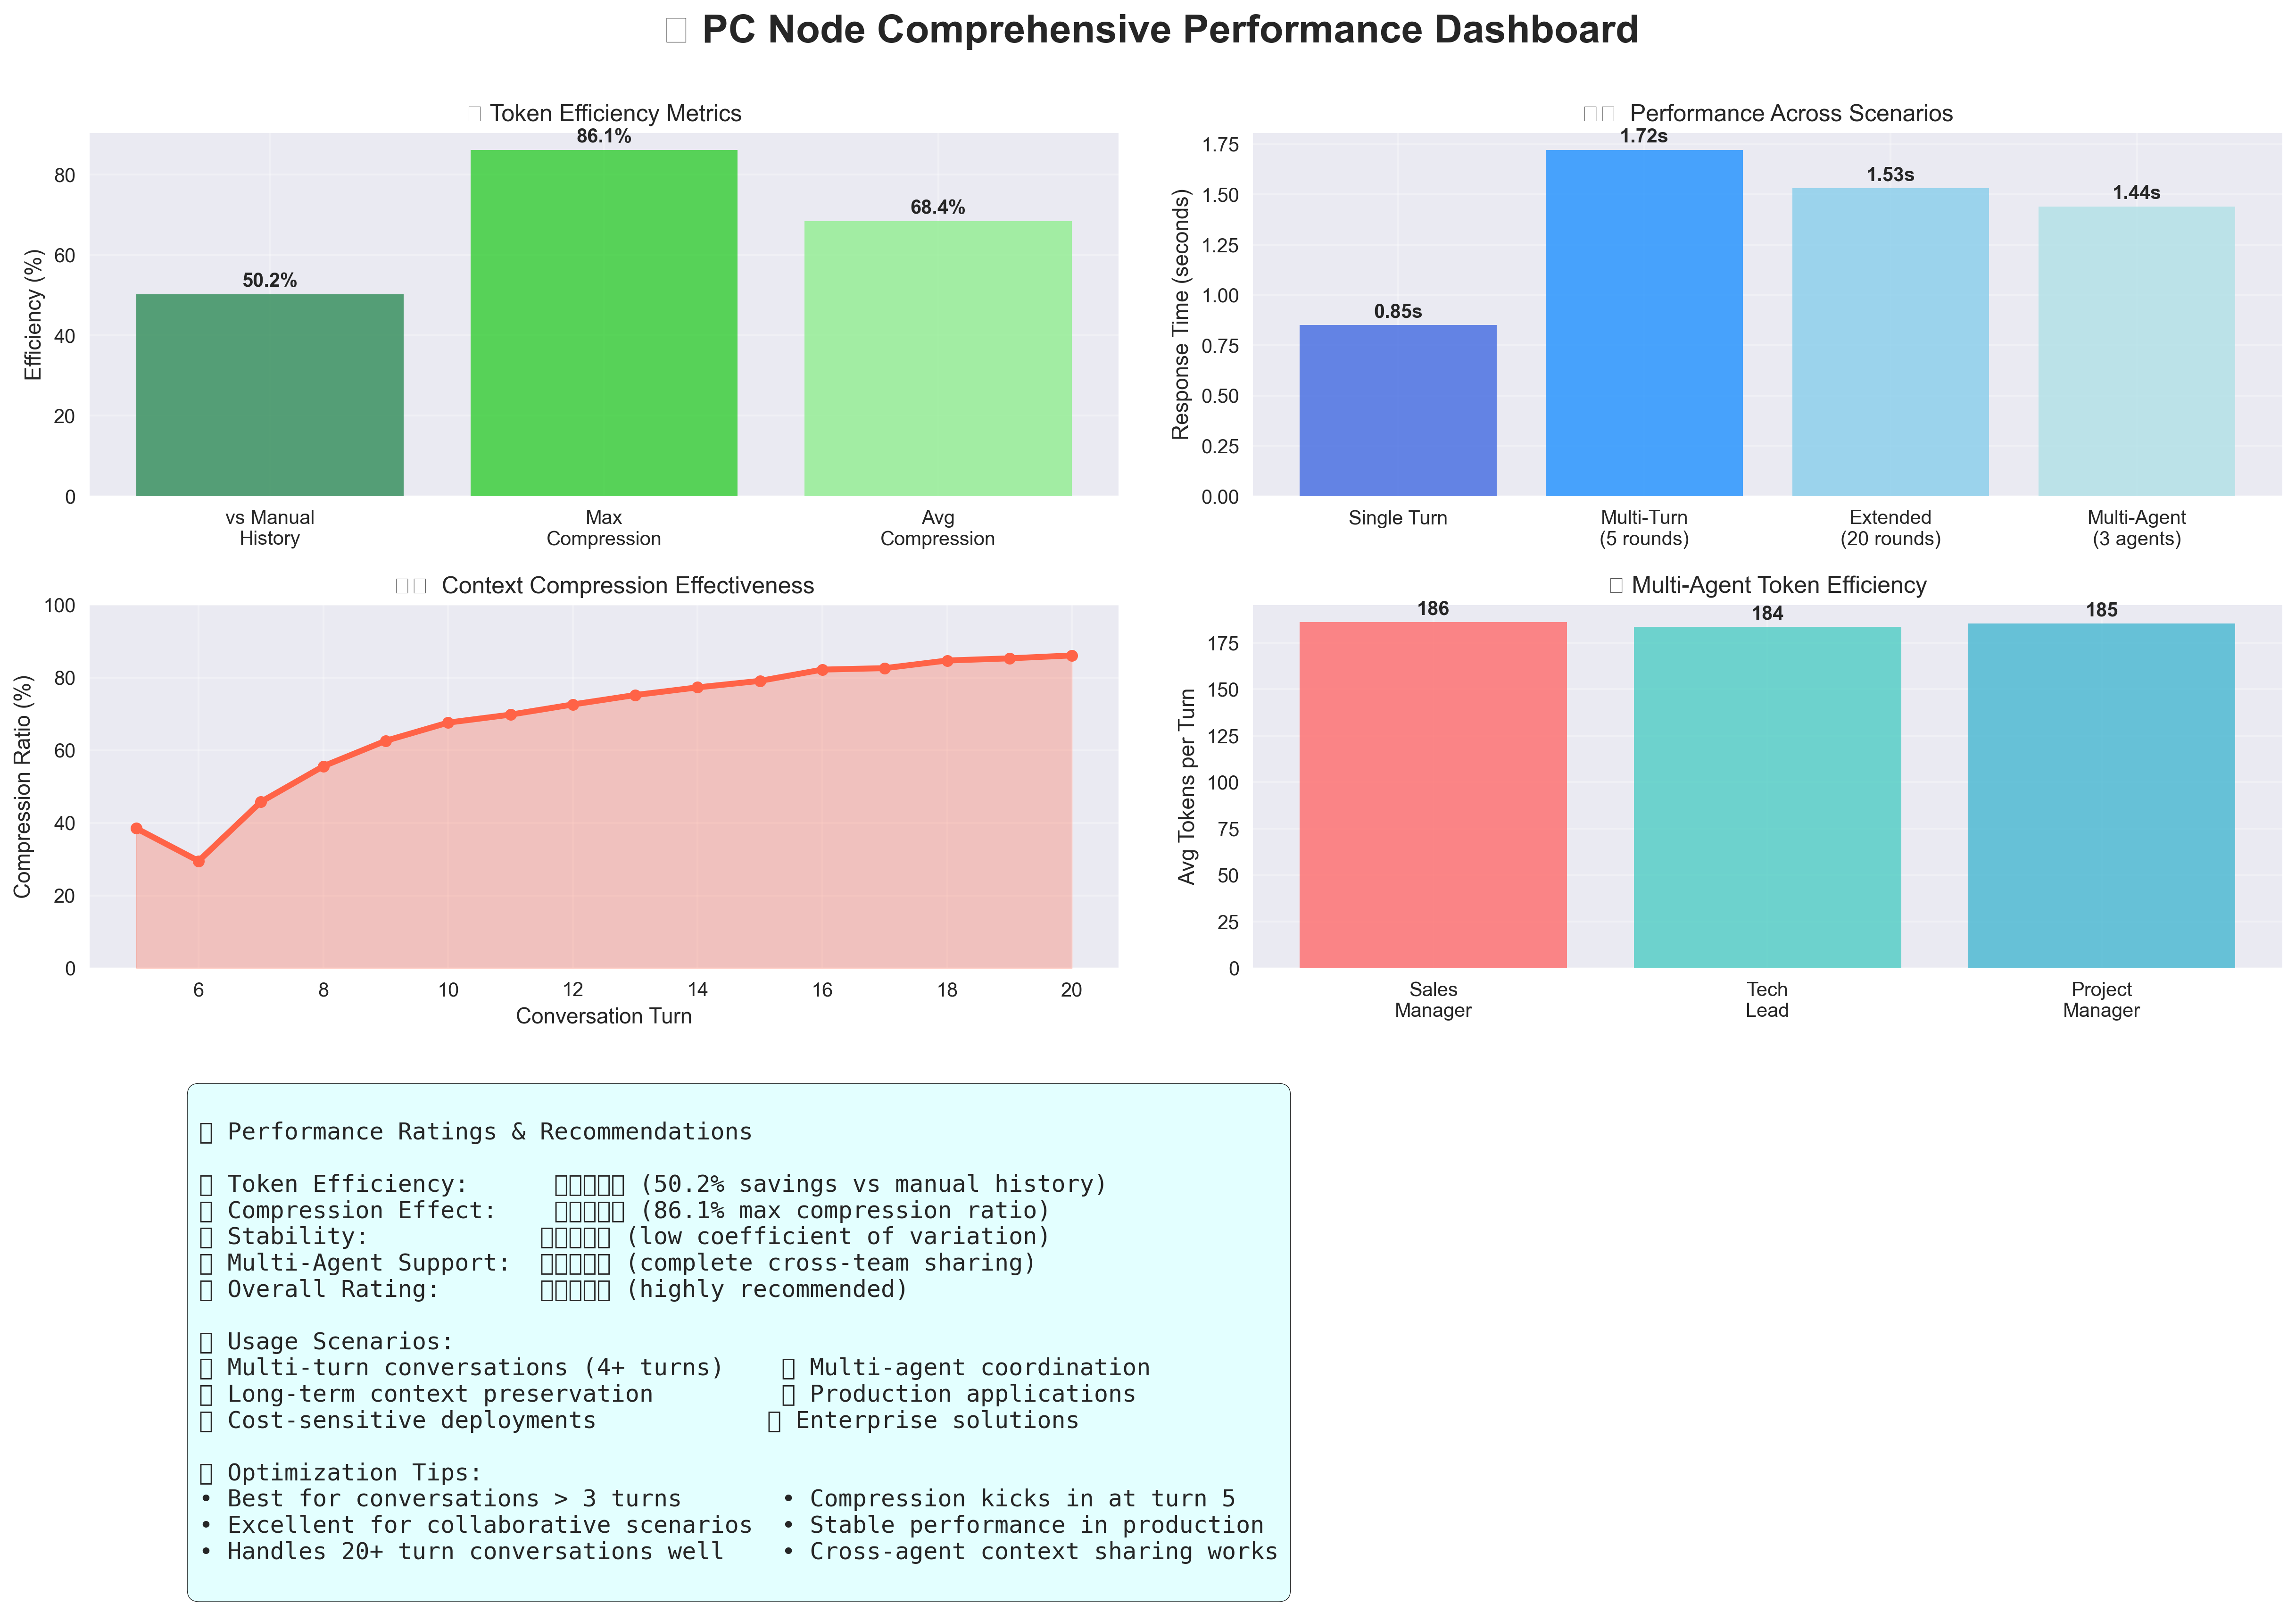 PC Node Comprehensive Performance Dashboard
Token Efficiency Metrics
Efficiency (%)
80
60
40
20
0
50.2%
86.1%
68.4%
vs Manual
History
Max
Compression
Avg
Compression
Performance Across Scenarios
Response Time (seconds)
1.75
1.50
1.25
1.00
0.75
0.50
0.25
0.00
0.85s
1.72s
1.53s
1.44s
Single Turn
Multi-Turn
(5 rounds)
Extended
(20 rounds)
Multi-Agent
(3 agents)
Context Compression Effectiveness
Compression Ratio (%)
100
80
60
40
20
0
6 8 10 12 14 16 18 20
Conversation Turn
Multi-Agent Token Efficiency
Avg Tokens per Turn
175
150
125
100
75
50
25
0
186
184
185
Sales
Manager
Tech
Lead
Project
Manager
Performance Ratings & Recommendations
Token Efficiency: (50.2% savings vs manual history)
Compression Effect: (86.1% max compression ratio)
Stability: (low coefficient of variation)
Multi-Agent Support: (complete cross-team sharing)
Overall Rating: (highly recommended)
Usage Scenarios:
Multi-turn conversations (4+ turns) Multi-agent coordination
Long-term context preservation Production applications
Cost-sensitive deployments Enterprise solutions
Optimization Tips:
• Best for conversations > 3 turns • Compression kicks in at turn 5
• Excellent for collaborative scenarios • Stable performance in production
• Handles 20+ turn conversations well • Cross-agent context sharing works